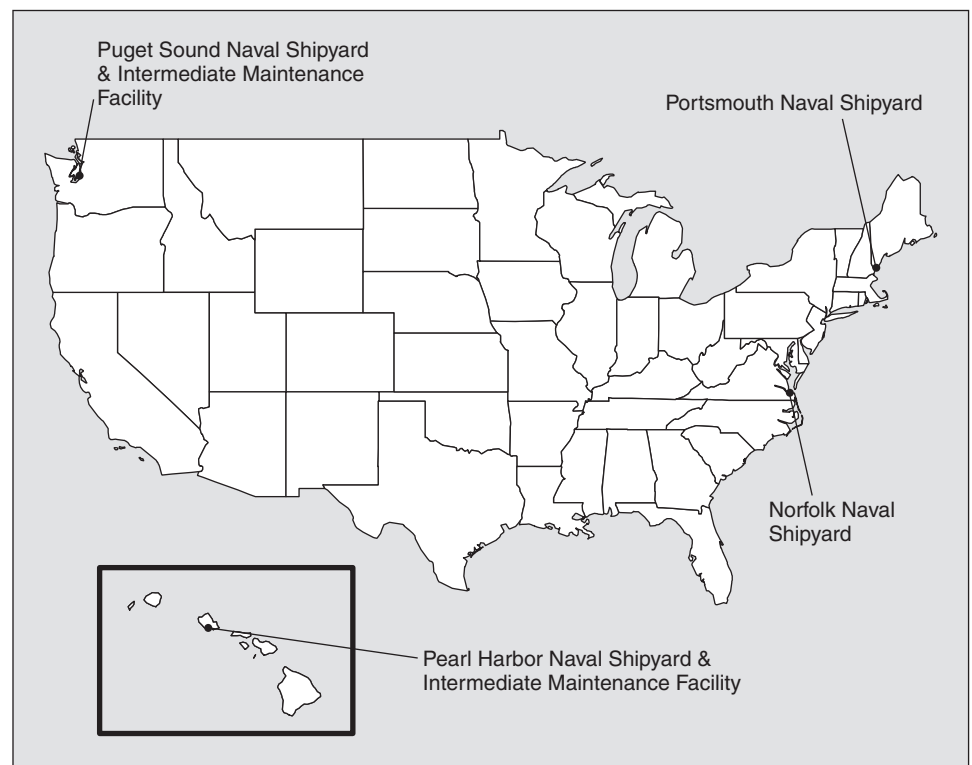 Puget Sound Naval Shipyard
& Intermediate Maintenance
Facility
Portsmouth Naval Shipyard
Norfolk Naval
Shipyard
Pearl Harbor Naval Shipyard &
Intermediate Maintenance Facility